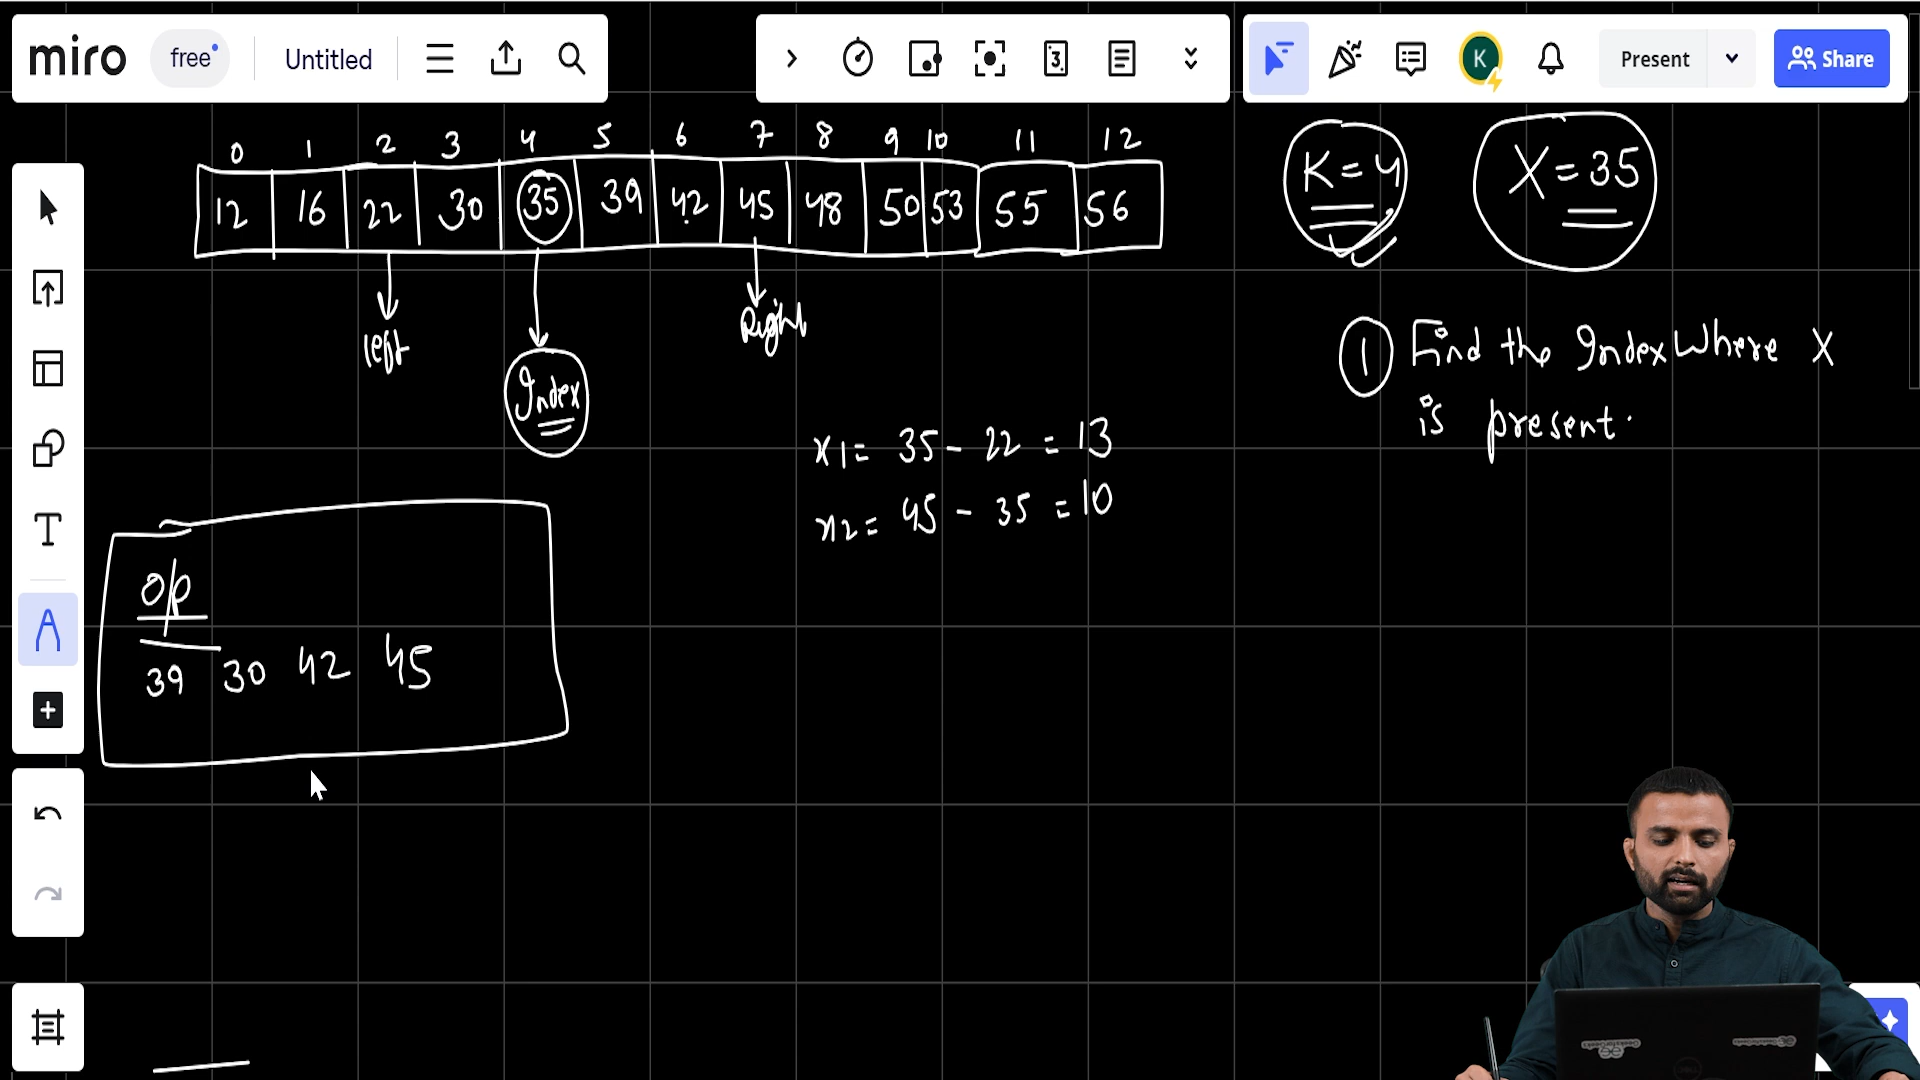 miro free Untitled 3 K Present Share
0 1 2 3 4 5 6 7 8 9 10 11 12
12 16 22 30 35 39 42 45 48 50 53 55 56
K = 4 X = 35
left Index Right
1 Find the Index Where X
is present.
x1 = 35 - 22 = 13
x2 = 45 - 35 = 10
O/p
39 30 42 45